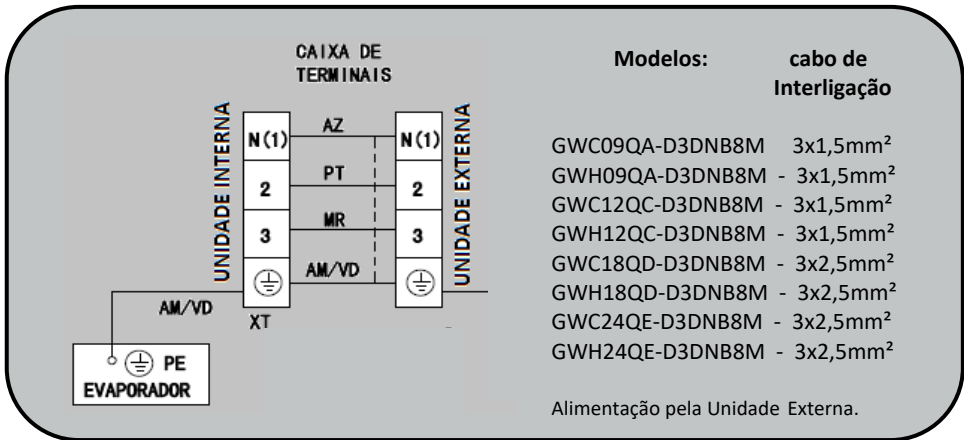 CAIXA DE
TERMINAIS
UNIDADE INTERNA
UNIDADE EXTERNA
N(1) AZ N(1)
2 PT 2
3 MR 3
AM/VD
AM/VD
XT
PE
EVAPORADOR
Modelos: cabo de
Interligação
GWC09QA-D3DNB8M 3x1,5mm²
GWH09QA-D3DNB8M - 3x1,5mm²
GWC12QC-D3DNB8M - 3x1,5mm²
GWH12QC-D3DNB8M - 3x1,5mm²
GWC18QD-D3DNB8M - 3x2,5mm²
GWH18QD-D3DNB8M - 3x2,5mm²
GWC24QE-D3DNB8M - 3x2,5mm²
GWH24QE-D3DNB8M - 3x2,5mm²
Alimentação pela Unidade Externa.